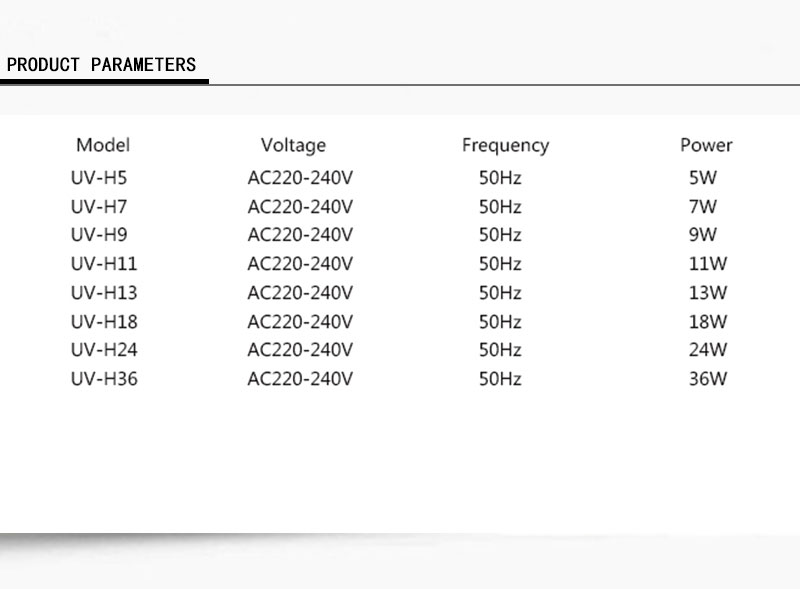 PRODUCT PARAMETERS
Model Voltage Frequency Power
UV-H5 AC220-240V 50Hz 5W
UV-H7 AC220-240V 50Hz 7W
UV-H9 AC220-240V 50Hz 9W
UV-H11 AC220-240V 50Hz 11W
UV-H13 AC220-240V 50Hz 13W
UV-H18 AC220-240V 50Hz 18W
UV-H24 AC220-240V 50Hz 24W
UV-H36 AC220-240V 50Hz 36W